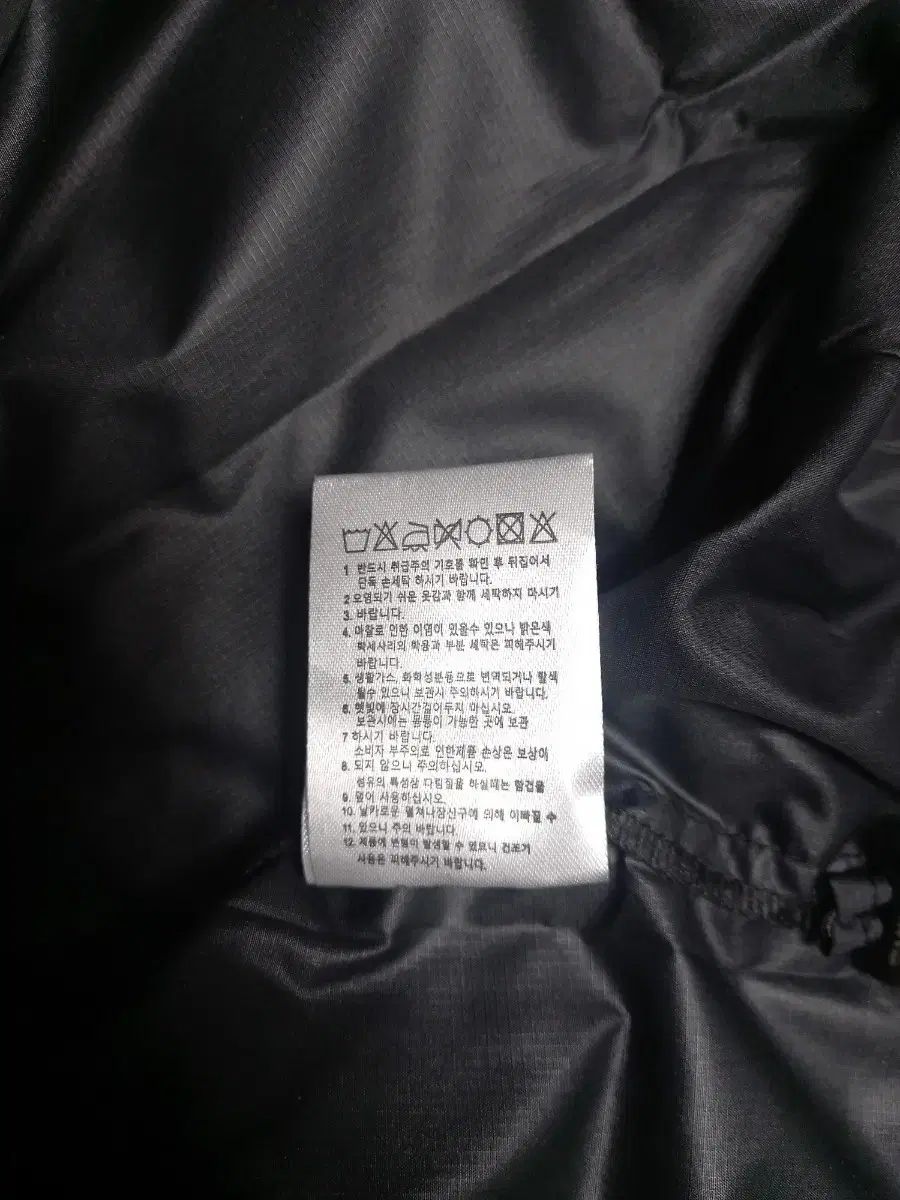 1 반드시 취급주의 기호를 확인 후 뒤집어서
단독 손세탁 하시기 바랍니다.
2 오염되기 쉬운 옷감과 함께 세탁하지 마시기
3. 바랍니다.
4. 마찰로 인한 이염이 있을수 있으나 밝은색
악세사리의 착용과 부분 세탁은 피해주시기
바랍니다.
5. 생활가스, 화학성분등으로 변역되거나 탈색
될수 있으니 보관시 주의하시기 바랍니다.
6. 햇빛에 장시간걸어두지 마십시오.
보관시에는 통풍이 가능한 곳에 보관
7 하시기 바랍니다.
소비자 부주의로 인한제품 손상은 보상이
8. 되지 않으니 주의하십시오.
섬유의 특성상 다림질을 하실때는 헝겊을
9. 덮어 사용하십시오.
10. 날카로운 장신구에 의해 수
11. 있으니 주의 바랍니다.
12. 제품에 변형이 발생할 수 있으니 건조기
사용은 피해주시기 바랍니다.